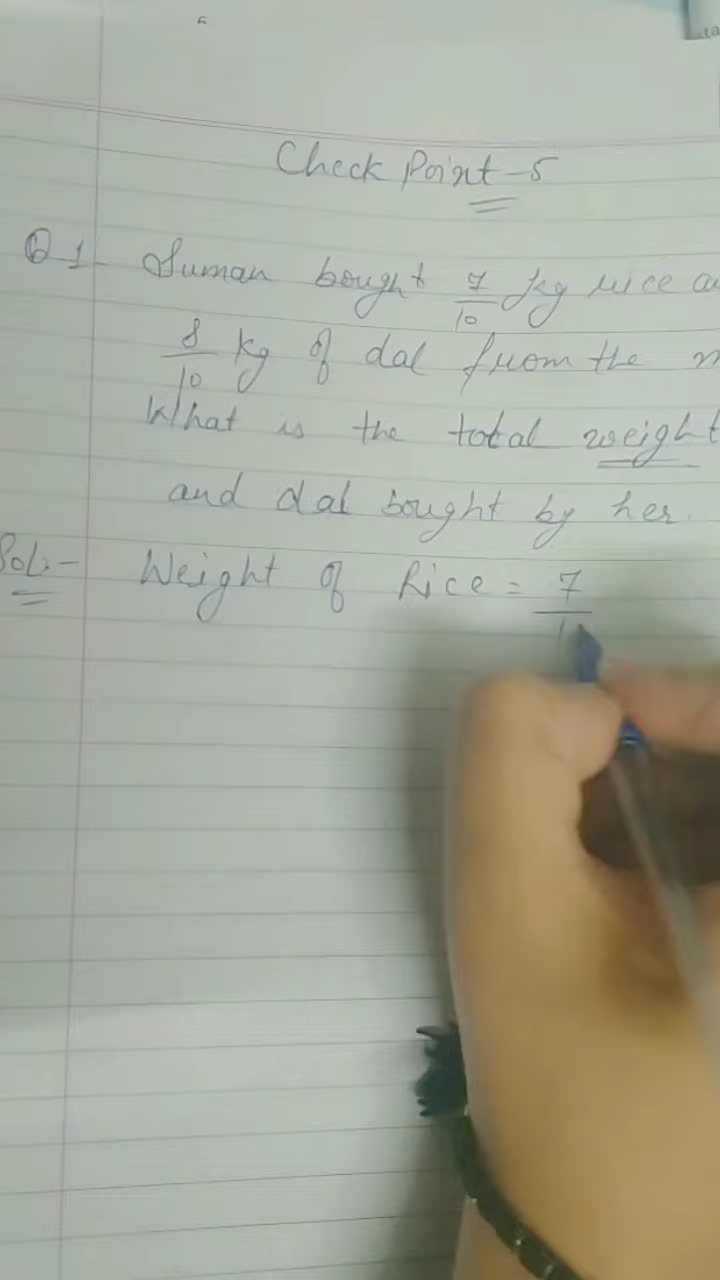 Check Point-5
Q 1 Suman bought 7/10 kg rice
8/10 kg of dal from the
What is the total weight
and dal bought by her.
Sol:- Weight of Rice = 7/